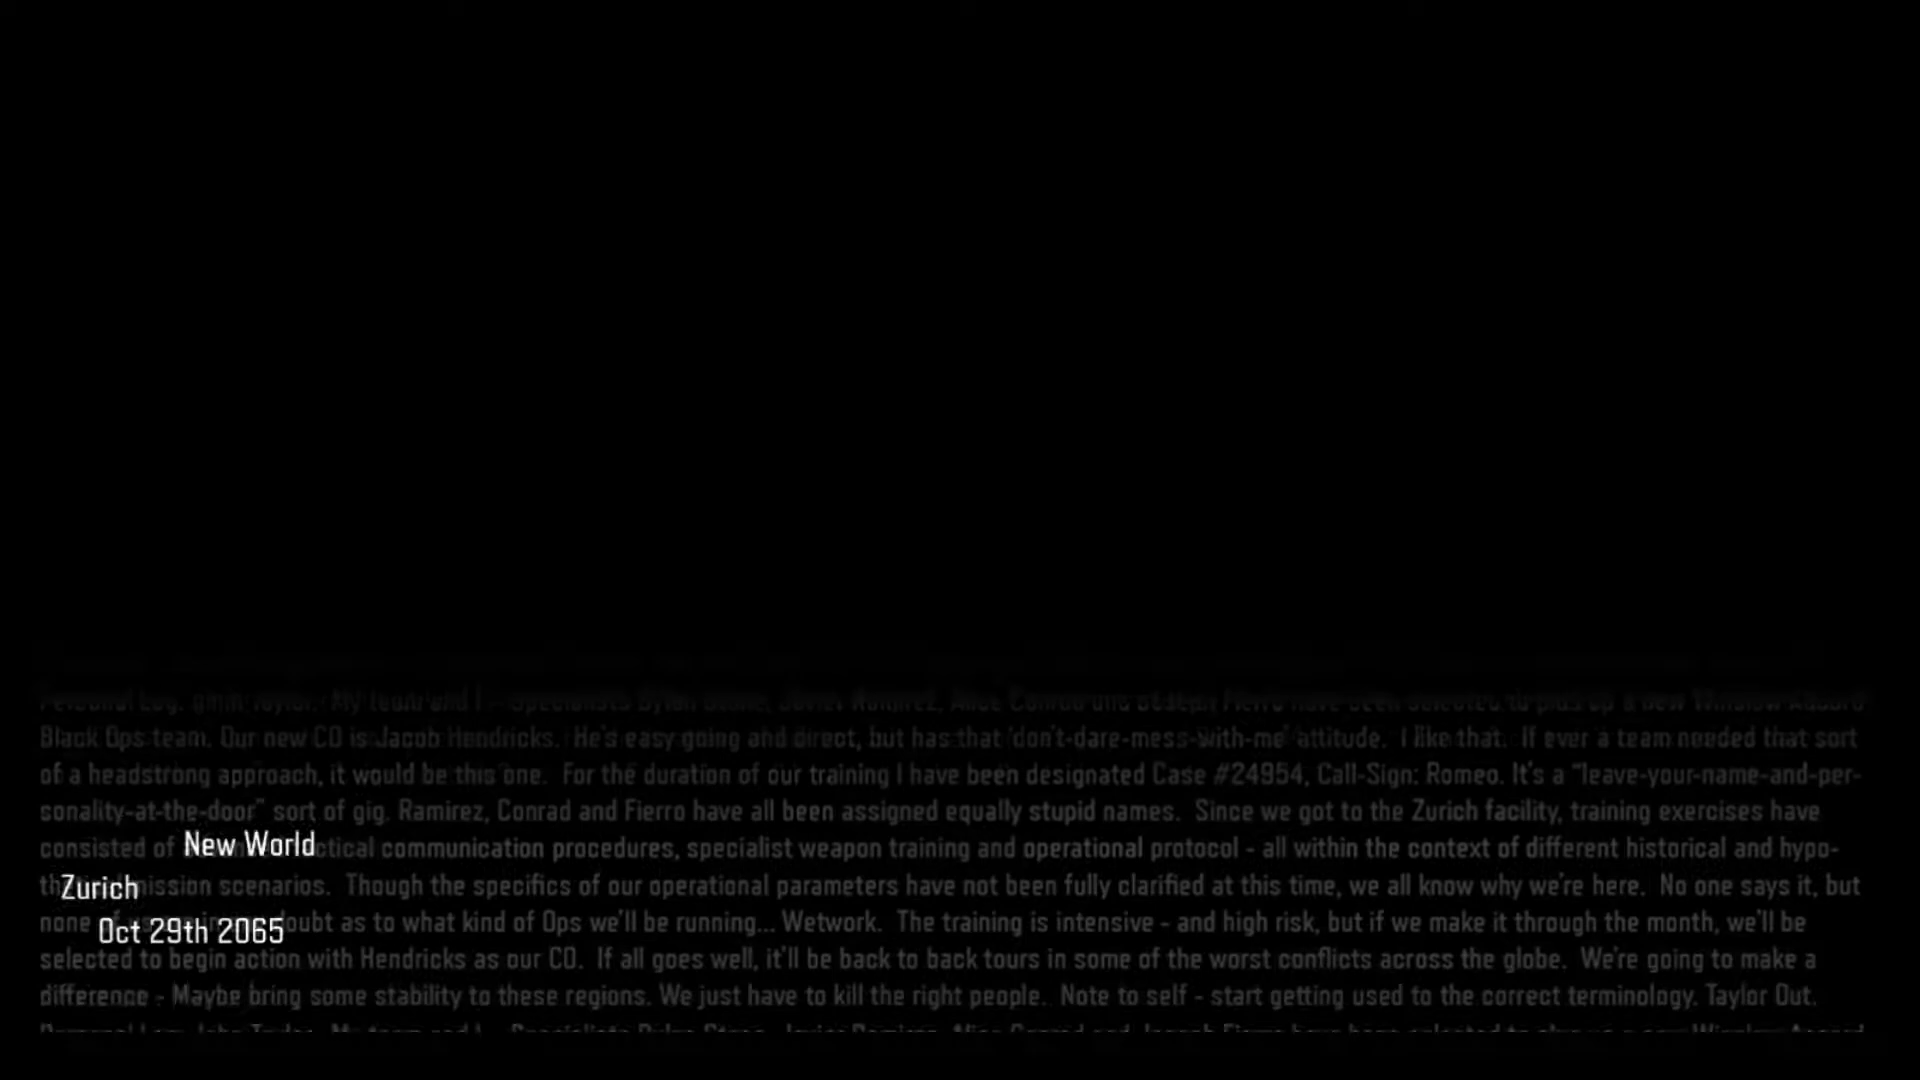 Black Ops team. Our new CO is Jacob Hendricks. He's easy going and direct, but has that 'don't-dare-mess-with-me' attitude. I like that. If ever a team needed that sort
of a headstrong approach, it would be this one. For the duration of our training I have been designated Case #24954, Call-Sign: Romeo. It's a "leave-your-name-and-per-
sonality-at-the-door" sort of gig. Ramirez, Conrad and Fierro have all been assigned equally stupid names. Since we got to the Zurich facility, training exercises have
New World
consisted of communication procedures, specialist weapon training and operational protocol - all within the context of different historical and hypo-
Zurich
mission scenarios. Though the specifics of our operational parameters have not been fully clarified at this time, we all know why we're here. No one says it, but
Oct 29th 2065
none doubt as to what kind of Ops we'll be running... Wetwork. The training is intensive - and high risk, but if we make it through the month, we'll be
selected to begin action with Hendricks as our CO. If all goes well, it'll be back to back tours in some of the worst conflicts across the globe. We're going to make a
difference - Maybe bring some stability to these regions. We just have to kill the right people. Note to self - start getting used to the correct terminology. Taylor Out.